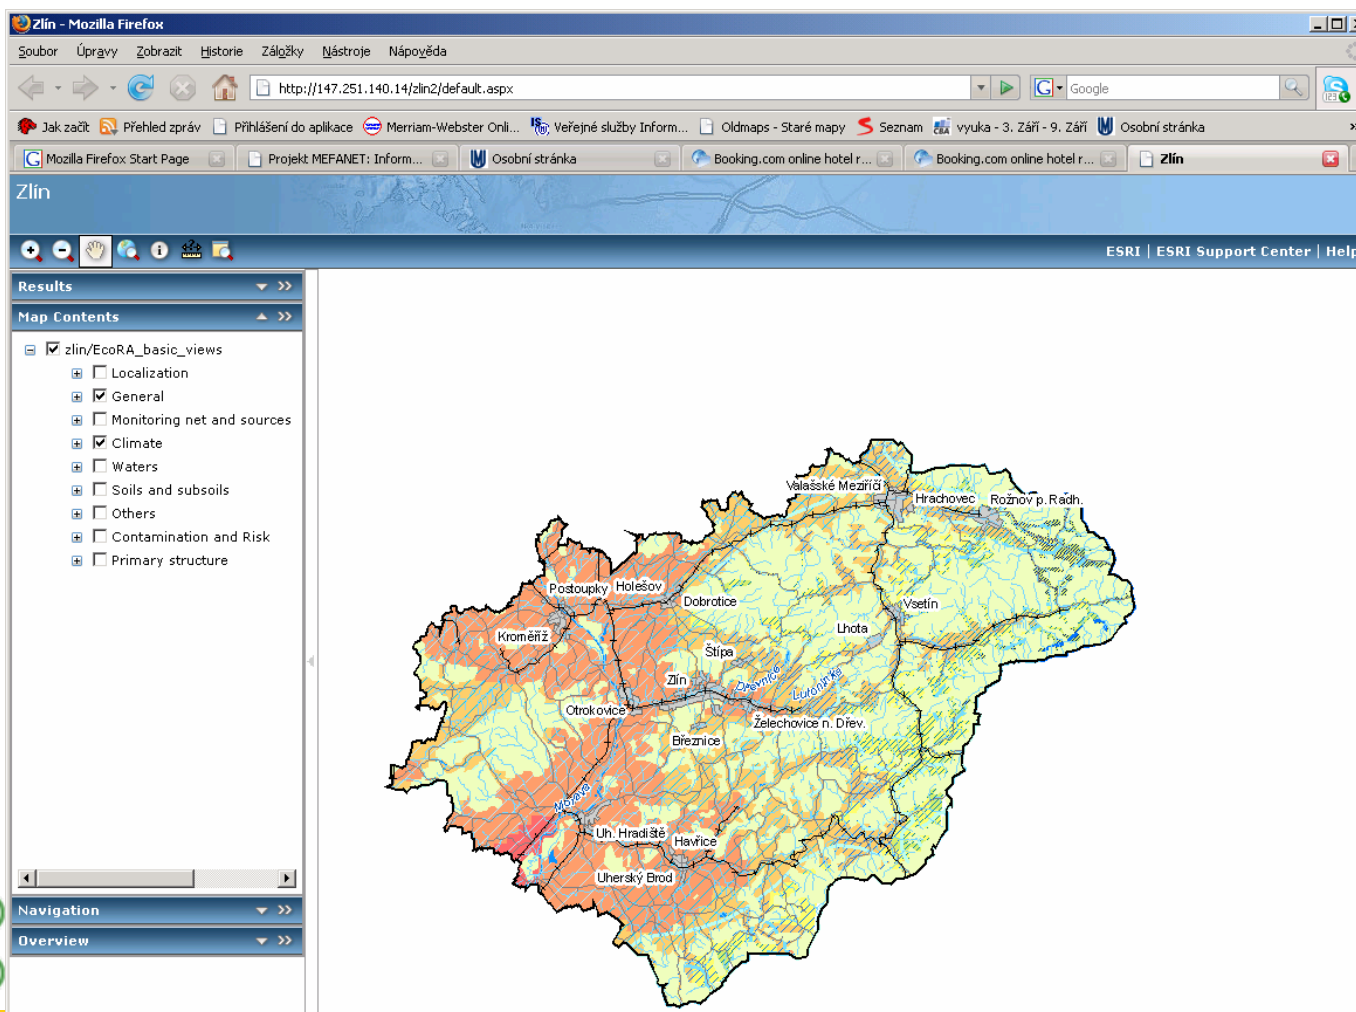 Zlín - Mozilla Firefox
Soubor Úpravy Zobrazit Historie Záložky Nástroje Nápověda
http://147.251.140.14/zlin2/default.aspx
G Google
Jak začít Přehled zpráv Přihlášení do aplikace Merriam-Webster Onli... Veřejné služby Inform... Oldmaps - Staré mapy Seznam vyuka - 3. Září - 9. Září Osobní stránka »
Mozilla Firefox Start Page Projekt MEFANET: Inform... Osobní stránka Booking.com online hotel r... Booking.com online hotel r... Zlín
Zlín
ESRI | ESRI Support Center | Help
Results
Map Contents
zlin/EcoRA_basic_views
Localization
General
Monitoring net and sources
Climate
Waters
Soils and subsoils
Others
Contamination and Risk
Primary structure
Navigation
Overview
Valašské Meziříčí
Hrachovec
Rožnov p. Radh.
Postoupky
Holešov
Dobrotice
Vsetín
Kroměříž
Lhota
Štípa
Zlín
Dřevnice
Lutoninka
Otrokovice
Želechovice n. Dřev.
Březnice
Morava
Uh. Hradiště
Havřice
Uherský Brod